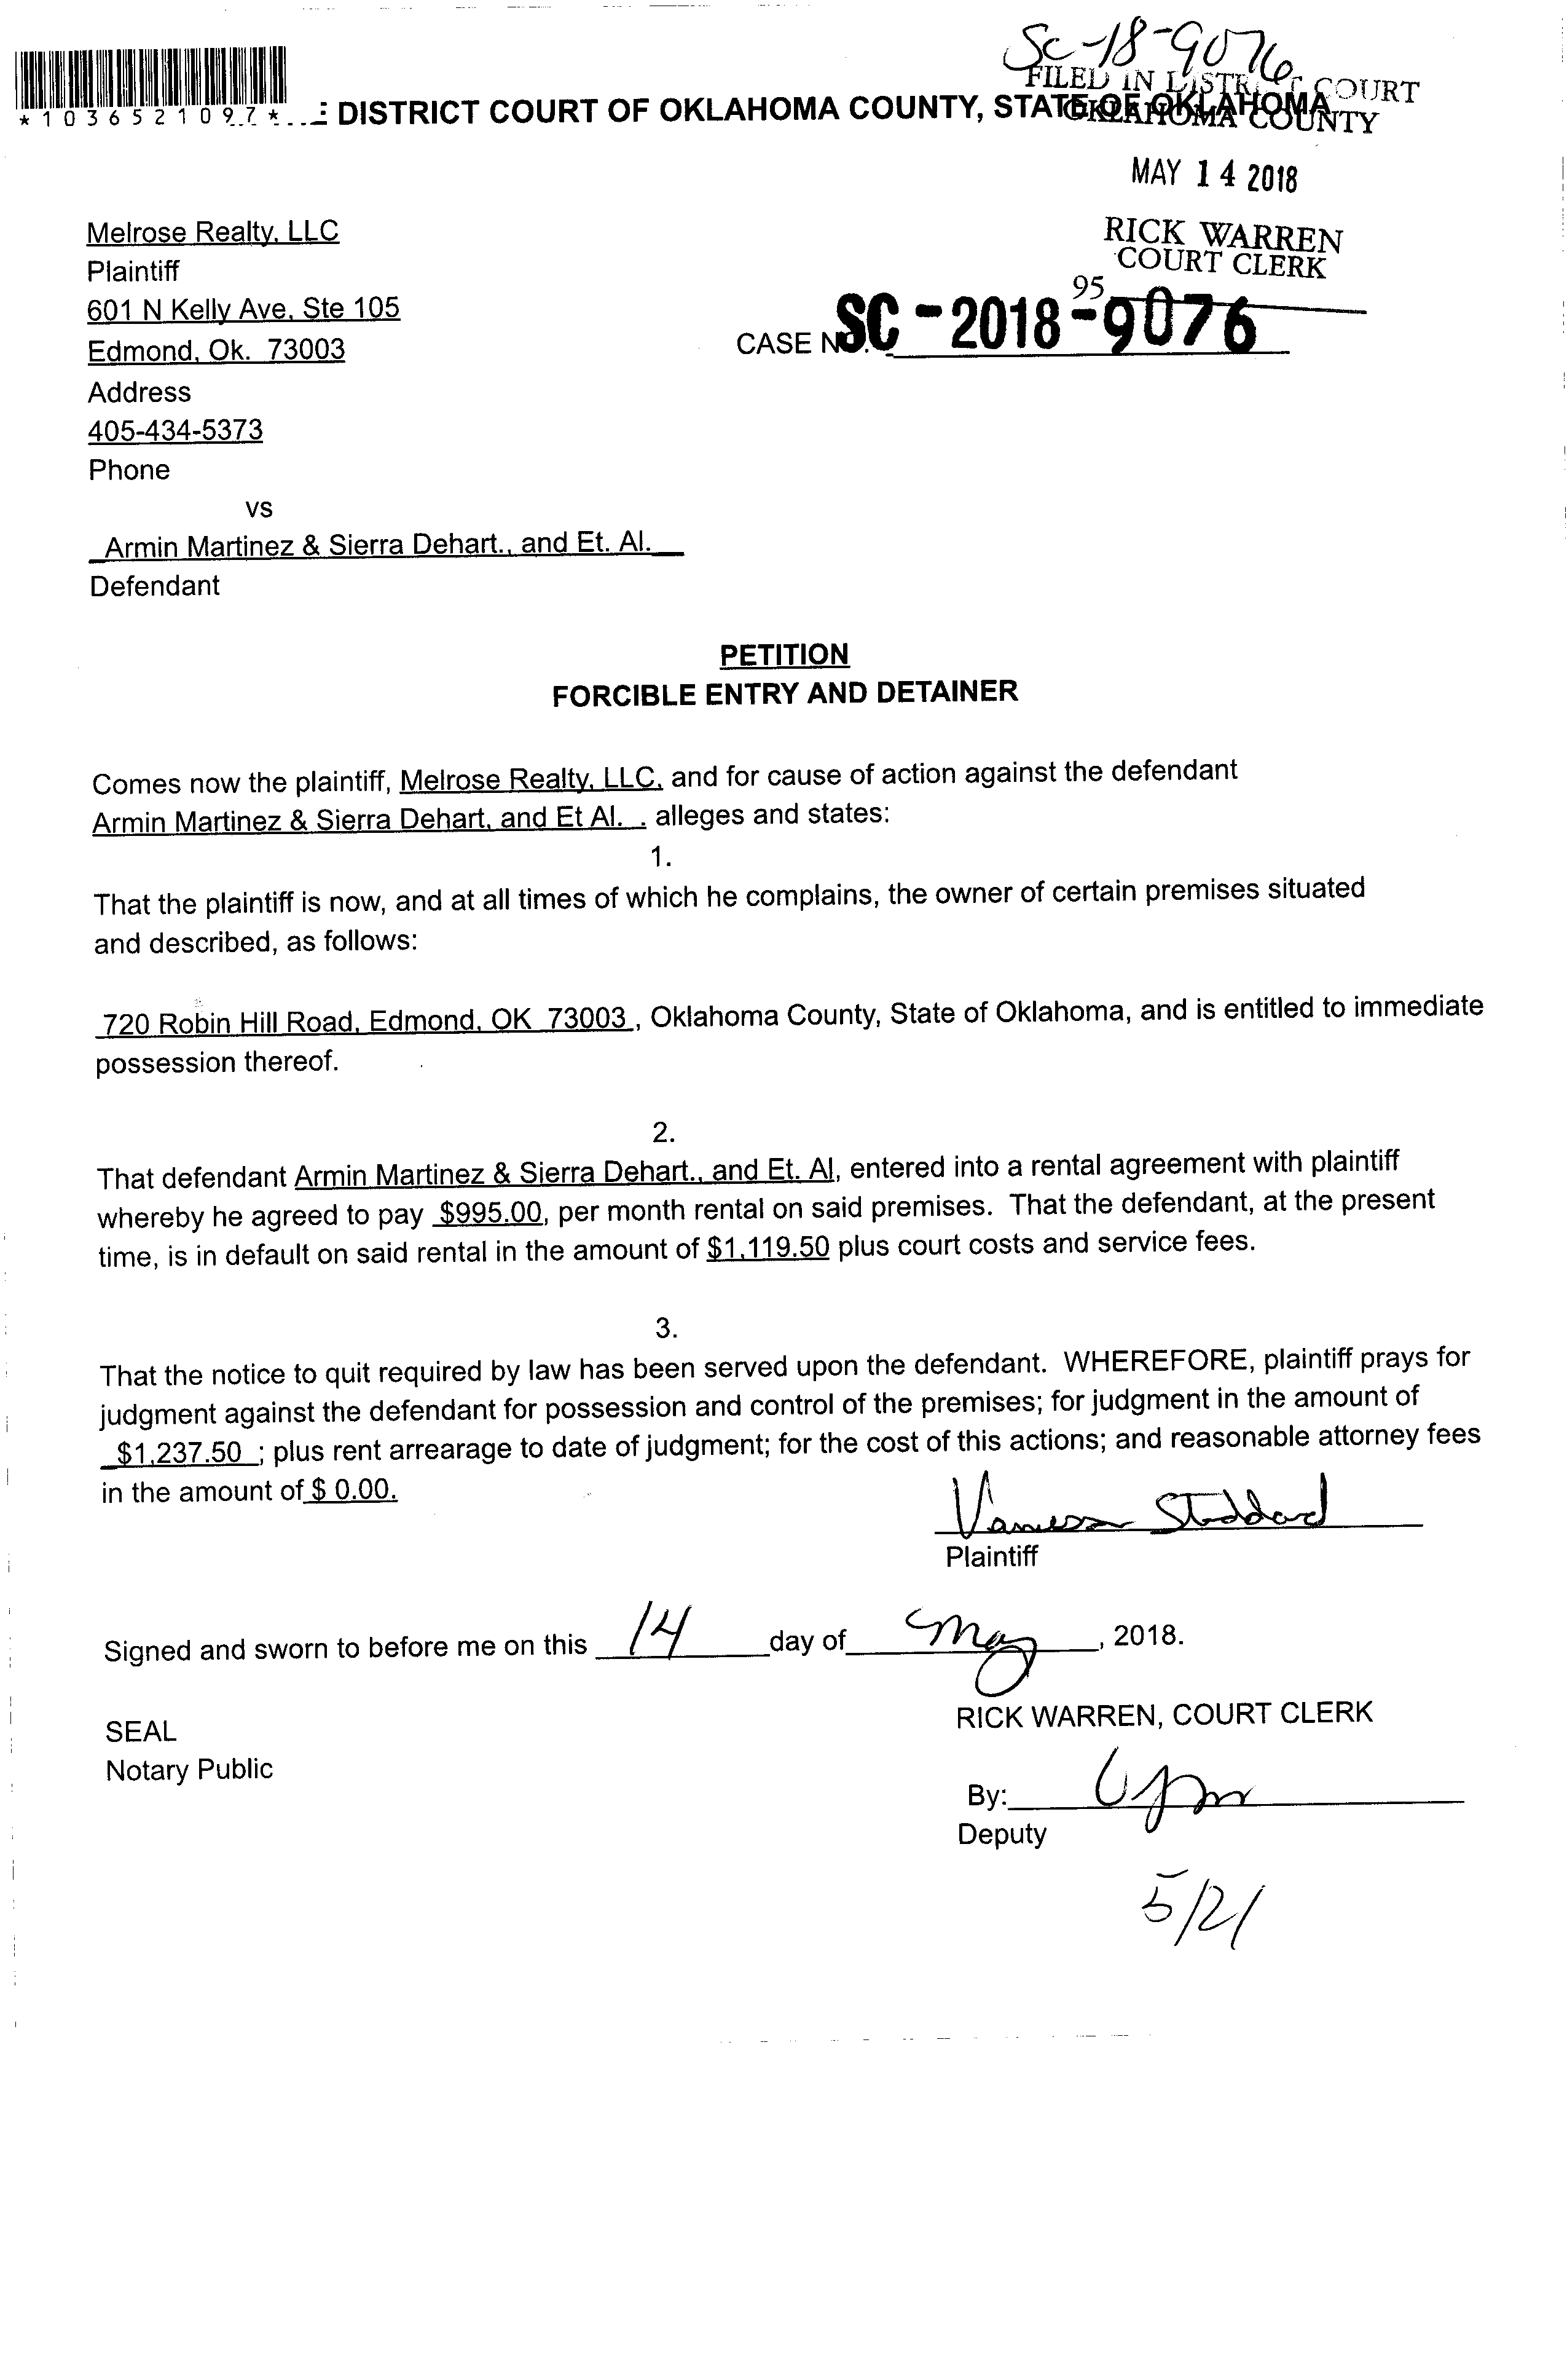 SC-18-9076
FILED IN DISTRICT COURT
OKLAHOMA COUNTY
*1036521097*
DISTRICT COURT OF OKLAHOMA COUNTY, STATE OF OKLAHOMA
MAY 14 2018
RICK WARREN
COURT CLERK
95
Melrose Realty, LLC
Plaintiff
601 N Kelly Ave, Ste 105
Edmond, Ok. 73003
CASE NO. SC-2018-9076
Address
405-434-5373
Phone
vs
Armin Martinez & Sierra Dehart., and Et. Al.
Defendant
PETITION
FORCIBLE ENTRY AND DETAINER
Comes now the plaintiff, Melrose Realty, LLC, and for cause of action against the defendant
Armin Martinez & Sierra Dehart, and Et Al. . alleges and states:
1.
That the plaintiff is now, and at all times of which he complains, the owner of certain premises situated
and described, as follows:
720 Robin Hill Road, Edmond, OK 73003 , Oklahoma County, State of Oklahoma, and is entitled to immediate
possession thereof.
2.
That defendant Armin Martinez & Sierra Dehart., and Et. Al, entered into a rental agreement with plaintiff
whereby he agreed to pay $995.00, per month rental on said premises. That the defendant, at the present
time, is in default on said rental in the amount of $1,119.50 plus court costs and service fees.
3.
That the notice to quit required by law has been served upon the defendant. WHEREFORE, plaintiff prays for
judgment against the defendant for possession and control of the premises; for judgment in the amount of
$1,237.50 ; plus rent arrearage to date of judgment; for the cost of this actions; and reasonable attorney fees
in the amount of $ 0.00.
Vanessa Stoddard
Plaintiff
Signed and sworn to before me on this 14 day of May, 2018.
SEAL
RICK WARREN, COURT CLERK
Notary Public
By:
Deputy
5/21